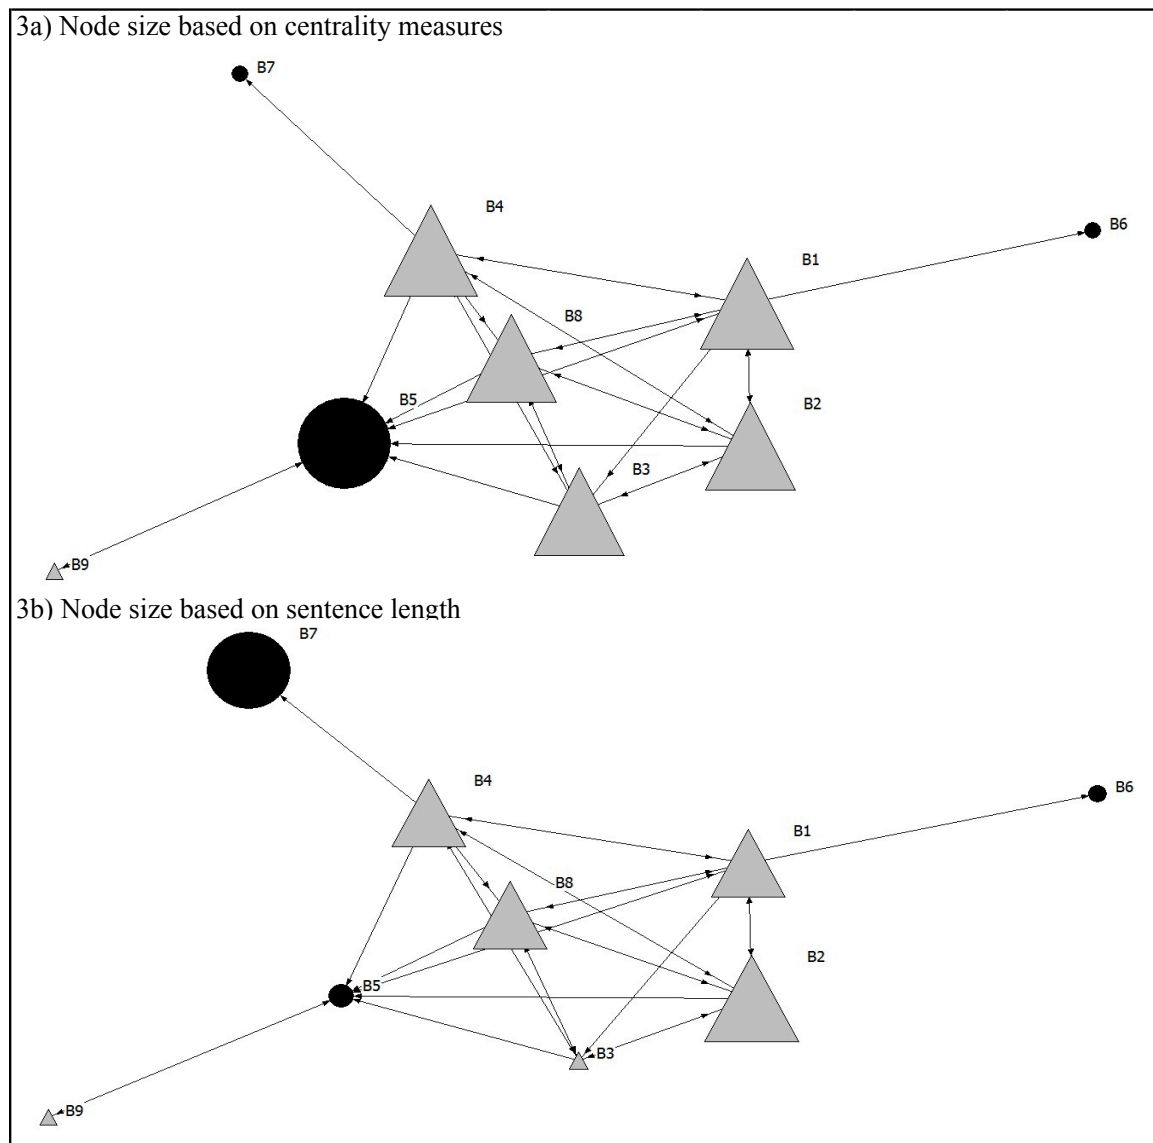 3a) Node size based on centrality measures
B7
B4
B6
B1
B8
B5
B2
B3
B9
3b) Node size based on sentence length
B7
B4
B6
B1
B8
B2
B5
B3
B9